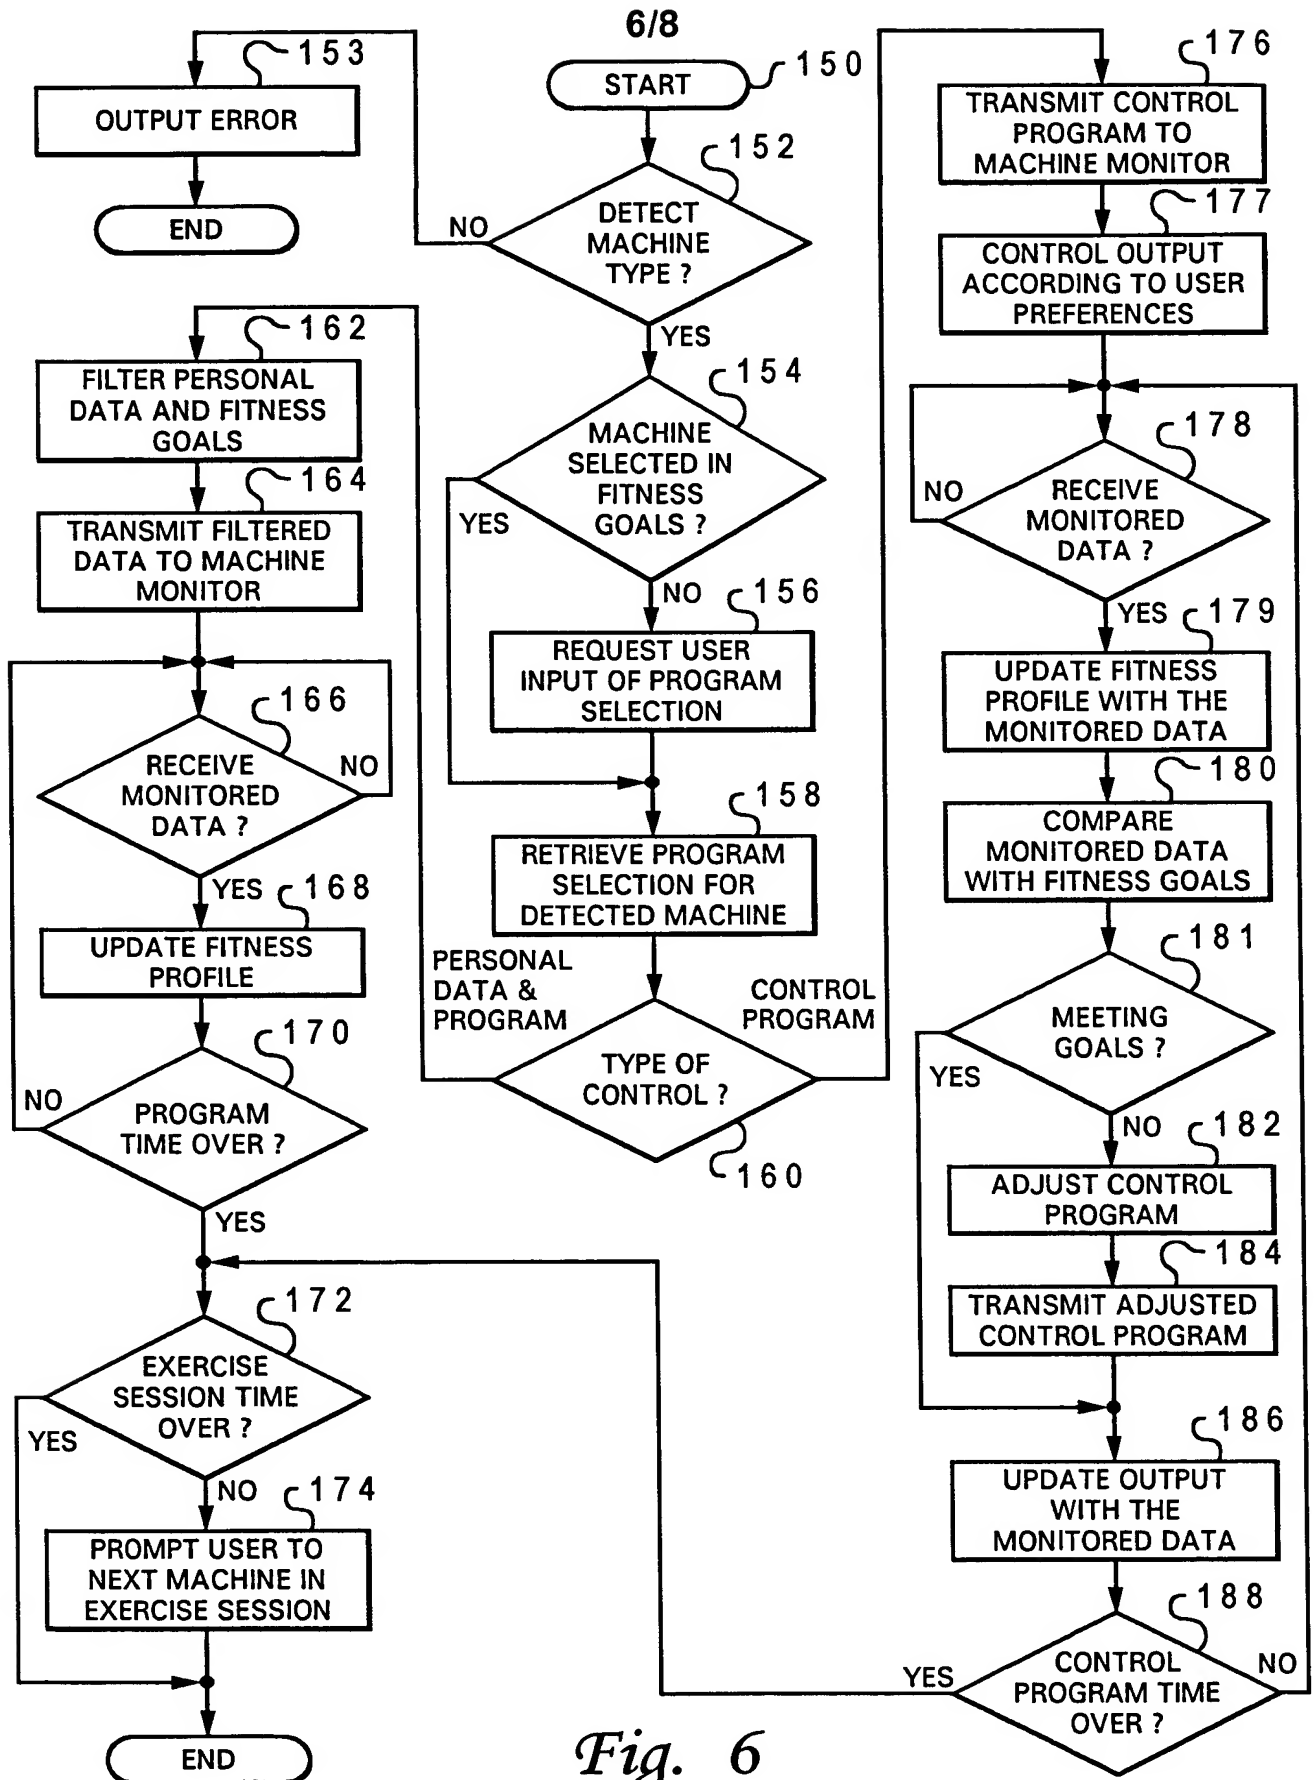 6/8
START
150
152
DETECT
MACHINE
TYPE ?
NO
YES
153
OUTPUT ERROR
END
154
MACHINE
SELECTED IN
FITNESS
GOALS ?
YES
NO
156
REQUEST USER
INPUT OF PROGRAM
SELECTION
158
RETRIEVE PROGRAM
SELECTION FOR
DETECTED MACHINE
PERSONAL
DATA &
PROGRAM
CONTROL
PROGRAM
TYPE OF
CONTROL ?
160
162
FILTER PERSONAL
DATA AND FITNESS
GOALS
164
TRANSMIT FILTERED
DATA TO MACHINE
MONITOR
166
RECEIVE
MONITORED
DATA ?
NO
YES
168
UPDATE FITNESS
PROFILE
170
PROGRAM
TIME OVER ?
NO
YES
172
EXERCISE
SESSION TIME
OVER ?
YES
NO
174
PROMPT USER TO
NEXT MACHINE IN
EXERCISE SESSION
END
176
TRANSMIT CONTROL
PROGRAM TO
MACHINE MONITOR
177
CONTROL OUTPUT
ACCORDING TO USER
PREFERENCES
178
RECEIVE
MONITORED
DATA ?
NO
YES
179
UPDATE FITNESS
PROFILE WITH THE
MONITORED DATA
180
COMPARE
MONITORED DATA
WITH FITNESS GOALS
181
MEETING
GOALS ?
YES
NO
182
ADJUST CONTROL
PROGRAM
184
TRANSMIT ADJUSTED
CONTROL PROGRAM
186
UPDATE OUTPUT
WITH THE
MONITORED DATA
188
CONTROL
PROGRAM TIME
OVER ?
YES
NO
Fig. 6